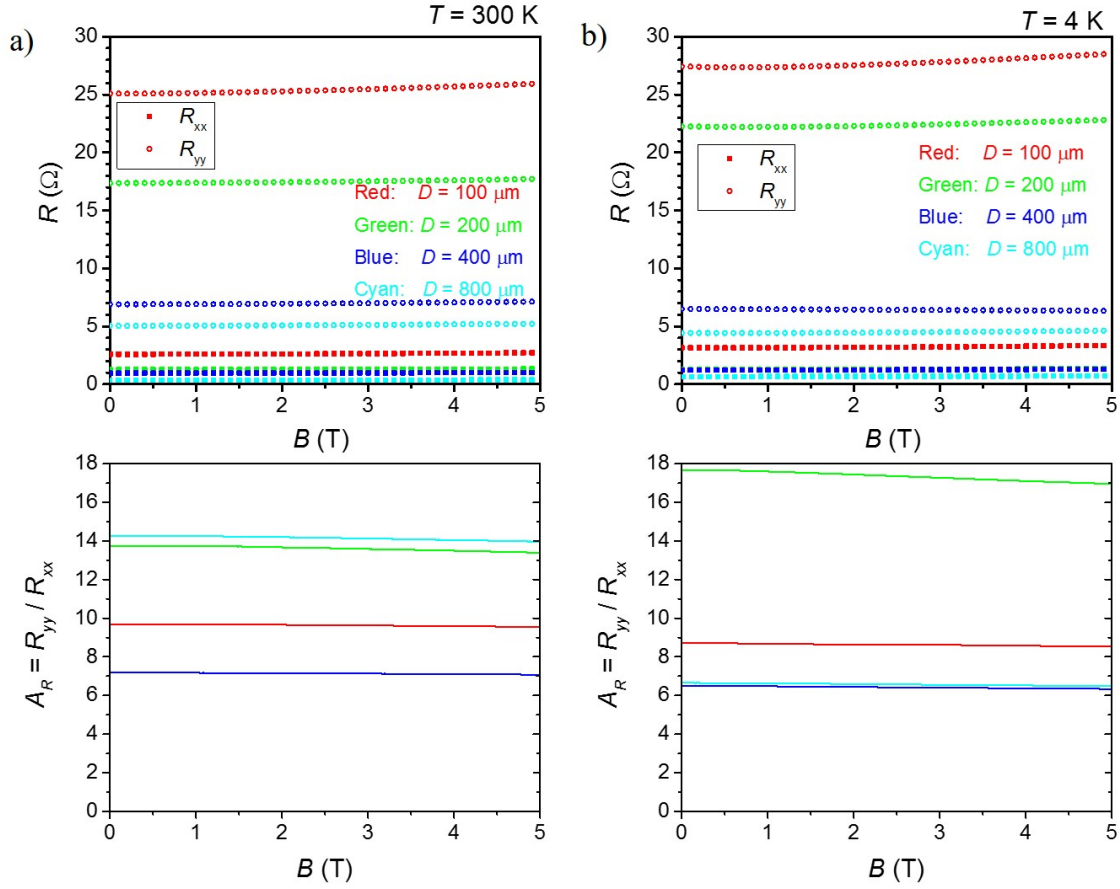 a)
T = 300 K
R (Ω)
30
25
20
15
10
5
0
R_xx
R_yy
Red: D = 100 μm
Green: D = 200 μm
Blue: D = 400 μm
Cyan: D = 800 μm
0 1 2 3 4 5
B (T)
b)
T = 4 K
R (Ω)
30
25
20
15
10
5
0
R_xx
R_yy
Red: D = 100 μm
Green: D = 200 μm
Blue: D = 400 μm
Cyan: D = 800 μm
0 1 2 3 4 5
B (T)
A_R = R_yy / R_xx
18
16
14
12
10
8
6
4
2
0
0 1 2 3 4 5
B (T)
A_R = R_yy / R_xx
18
16
14
12
10
8
6
4
2
0
0 1 2 3 4 5
B (T)